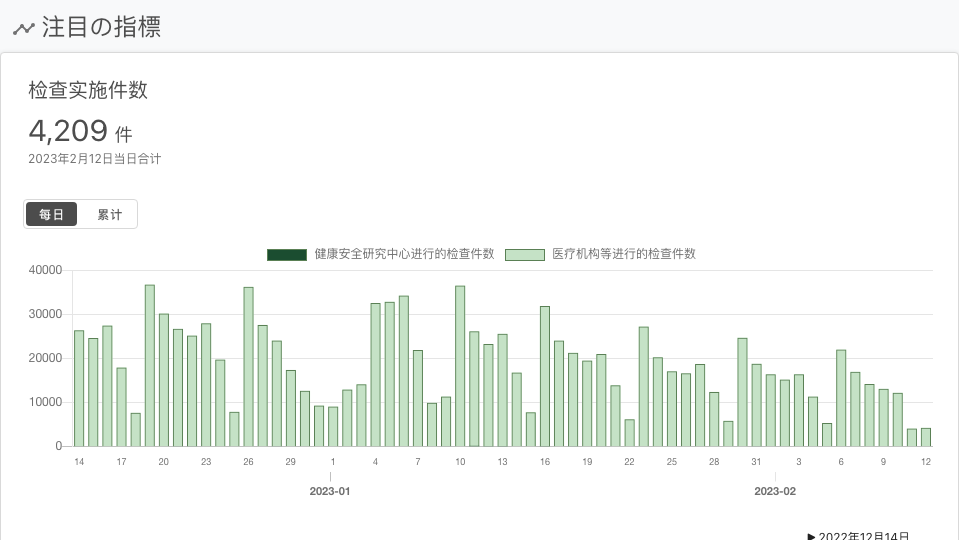 注目の指標
检查实施件数
4,209 件
2023年2月12日当日合计
每日 累计
健康安全研究中心进行的检查件数 医疗机构等进行的检查件数
40000
30000
20000
10000
0
14 17 20 23 26 29 1 4 7 10 13 16 19 22 25 28 31 3 6 9 12
2023-01 2023-02
▶ 2022年12月14日